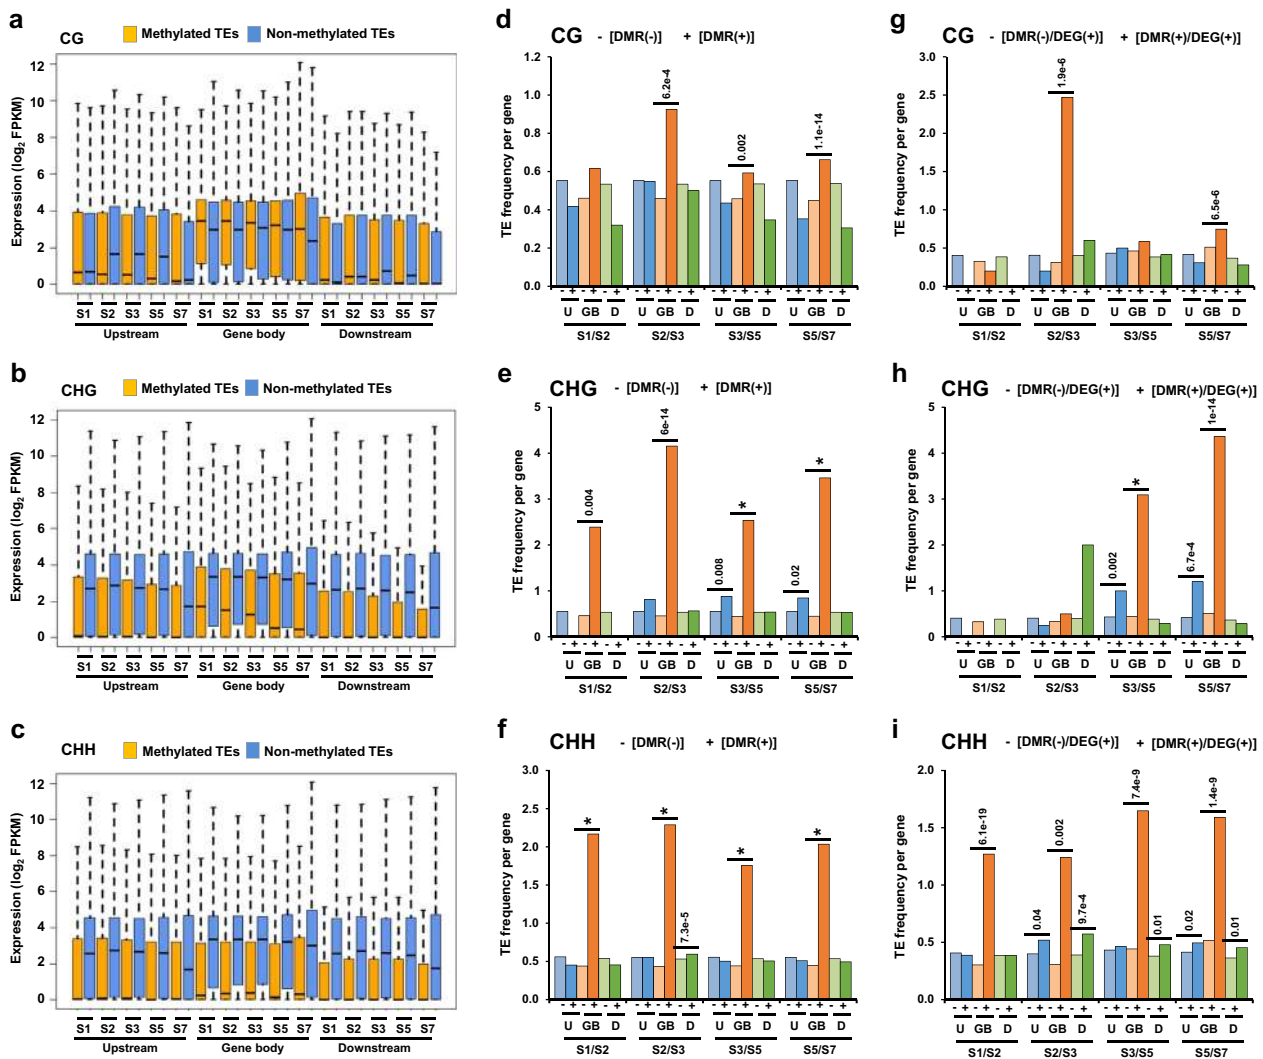 a
CG
Methylated TEs
Non-methylated TEs
Expression (log2 FPKM)
12
10
8
6
4
2
0
S1 S2 S3 S5 S7 S1 S2 S3 S5 S7 S1 S2 S3 S5 S7
Upstream Gene body Downstream
b
CHG
Methylated TEs
Non-methylated TEs
Expression (log2 FPKM)
12
10
8
6
4
2
0
S1 S2 S3 S5 S7 S1 S2 S3 S5 S7 S1 S2 S3 S5 S7
Upstream Gene body Downstream
c
CHH
Methylated TEs
Non-methylated TEs
Expression (log2 FPKM)
12
10
8
6
4
2
0
S1 S2 S3 S5 S7 S1 S2 S3 S5 S7 S1 S2 S3 S5 S7
Upstream Gene body Downstream
d
CG - [DMR(-)] + [DMR(+)]
TE frequency per gene
1.2
1.0
0.8
0.6
0.4
0.2
0.0
6.2e-4
0.002
1.1e-14
- + - + - + - + - + - + - + - + - + - + - + - +
U GB D U GB D U GB D U GB D
S1/S2 S2/S3 S3/S5 S5/S7
e
CHG - [DMR(-)] + [DMR(+)]
TE frequency per gene
5
4
3
2
1
0
0.004
6e-14
0.008
*
0.02
*
- + - + - + - + - + - + - + - + - + - + - + - +
U GB D U GB D U GB D U GB D
S1/S2 S2/S3 S3/S5 S5/S7
f
CHH - [DMR(-)] + [DMR(+)]
TE frequency per gene
3.0
2.5
2.0
1.5
1.0
0.5
0.0
*
*
7.3e-5
*
*
- + - + - + - + - + - + - + - + - + - + - + - +
U GB D U GB D U GB D U GB D
S1/S2 S2/S3 S3/S5 S5/S7
g
CG - [DMR(-)/DEG(+)] + [DMR(+)/DEG(+)]
TE frequency per gene
3.0
2.5
2.0
1.5
1.0
0.5
0.0
1.9e-6
6.5e-6
- + - + - + - + - + - + - + - + - + - + - + - +
U GB D U GB D U GB D U GB D
S1/S2 S2/S3 S3/S5 S5/S7
h
CHG - [DMR(-)/DEG(+)] + [DMR(+)/DEG(+)]
TE frequency per gene
5
4
3
2
1
0
0.002
*
6.7e-4
1e-14
- + - + - + - + - + - + - + - + - + - + - + - +
U GB D U GB D U GB D U GB D
S1/S2 S2/S3 S3/S5 S5/S7
i
CHH - [DMR(-)/DEG(+)] + [DMR(+)/DEG(+)]
TE frequency per gene
2.0
1.5
1.0
0.5
0.0
6.1e-19
0.04
0.002
9.7e-4
7.4e-9
0.01
0.02
1.4e-9
0.01
- + - + - + - + - + - + - + - + - + - + - + - +
U GB D U GB D U GB D U GB D
S1/S2 S2/S3 S3/S5 S5/S7